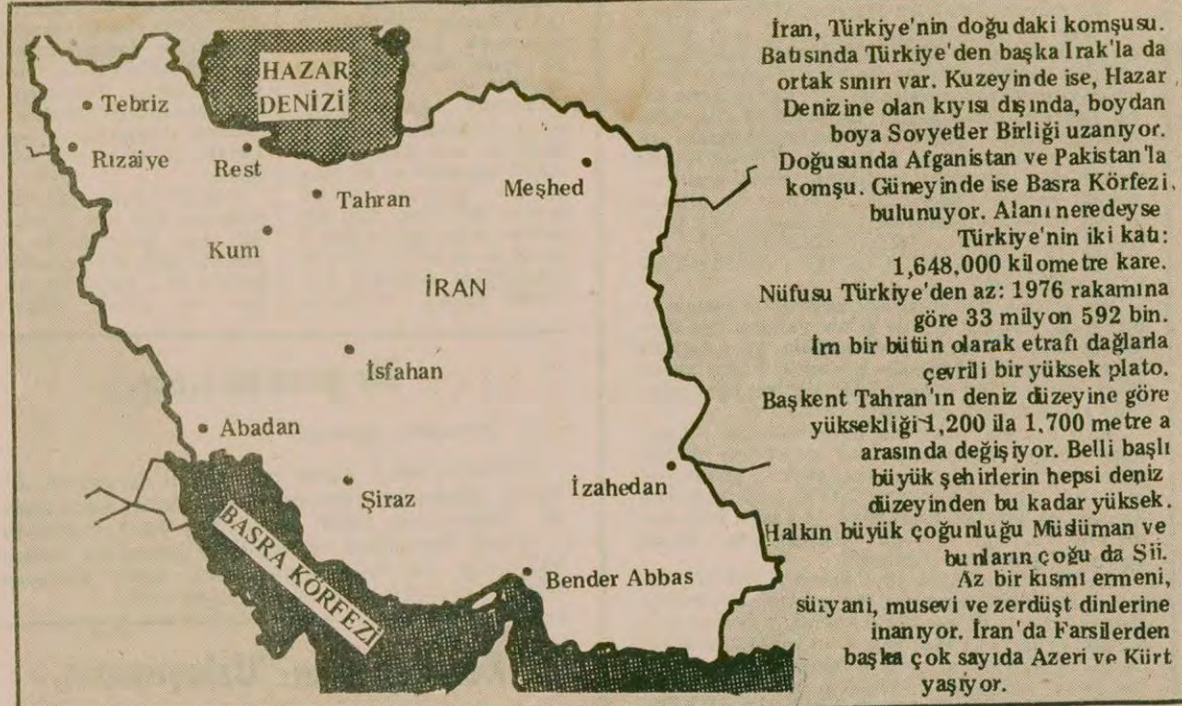 HAZAR
DENİZİ
Tebriz
Rızaiye
Rest
Tahran
Meşhed
Kum
İRAN
İsfahan
Abadan
Şiraz
İzahedan
BASRA KÖRFEZİ
Bender Abbas
İran, Türkiye'nin doğudaki komşusu.
Batısında Türkiye'den başka Irak'la da
ortak sınırı var. Kuzeyinde ise, Hazar
Denizine olan kıyısı dışında, boydan
boya Sovyetler Birliği uzanıyor.
Doğusunda Afganistan ve Pakistan'la
komşu. Güneyinde ise Basra Körfezi
bulunuyor. Alanı neredeyse
Türkiye'nin iki katı:
1,648,000 kilometre kare.
Nüfusu Türkiye'den az: 1976 rakamına
göre 33 milyon 592 bin.
İrn bir bütün olarak etrafı dağlarla
çevrili bir yüksek plato.
Başkent Tahran'ın deniz düzeyine göre
yüksekliği 1,200 ila 1,700 metre a
arasında değişiyor. Belli başlı
büyük şehirlerin hepsi deniz
düzeyinden bu kadar yüksek.
Halkın büyük çoğunluğu Müslüman ve
bunların çoğu da Şii.
Az bir kısmı ermeni,
süryani, musevi ve zerdüşt dinlerine
inanıyor. İran'da Farsilerden
başka çok sayıda Azeri ve Kürt
yaşıyor.